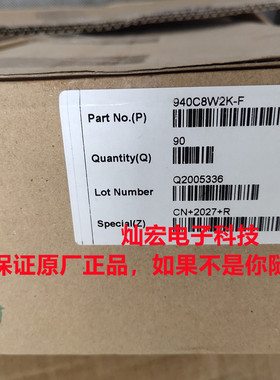 940C8W2K-F
Part No.(P)
90
Quantity(Q)
Q2005336
Lot Number
CN+2027+R
Special(Z)
灿宏电子科技
保证原厂正品，如果不是你随